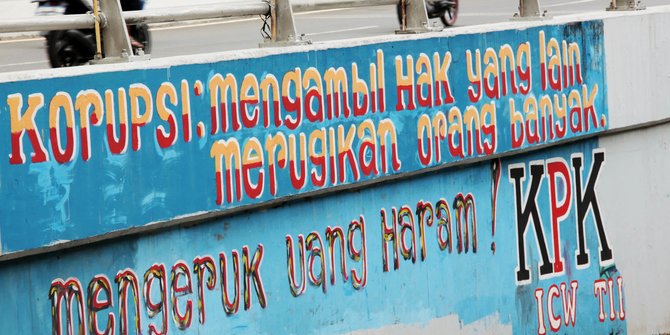 Korupsi: mengambil Hak yang lain
merugikan orang banyak.
mengeruk uang Haram!
KPK
ICW TII